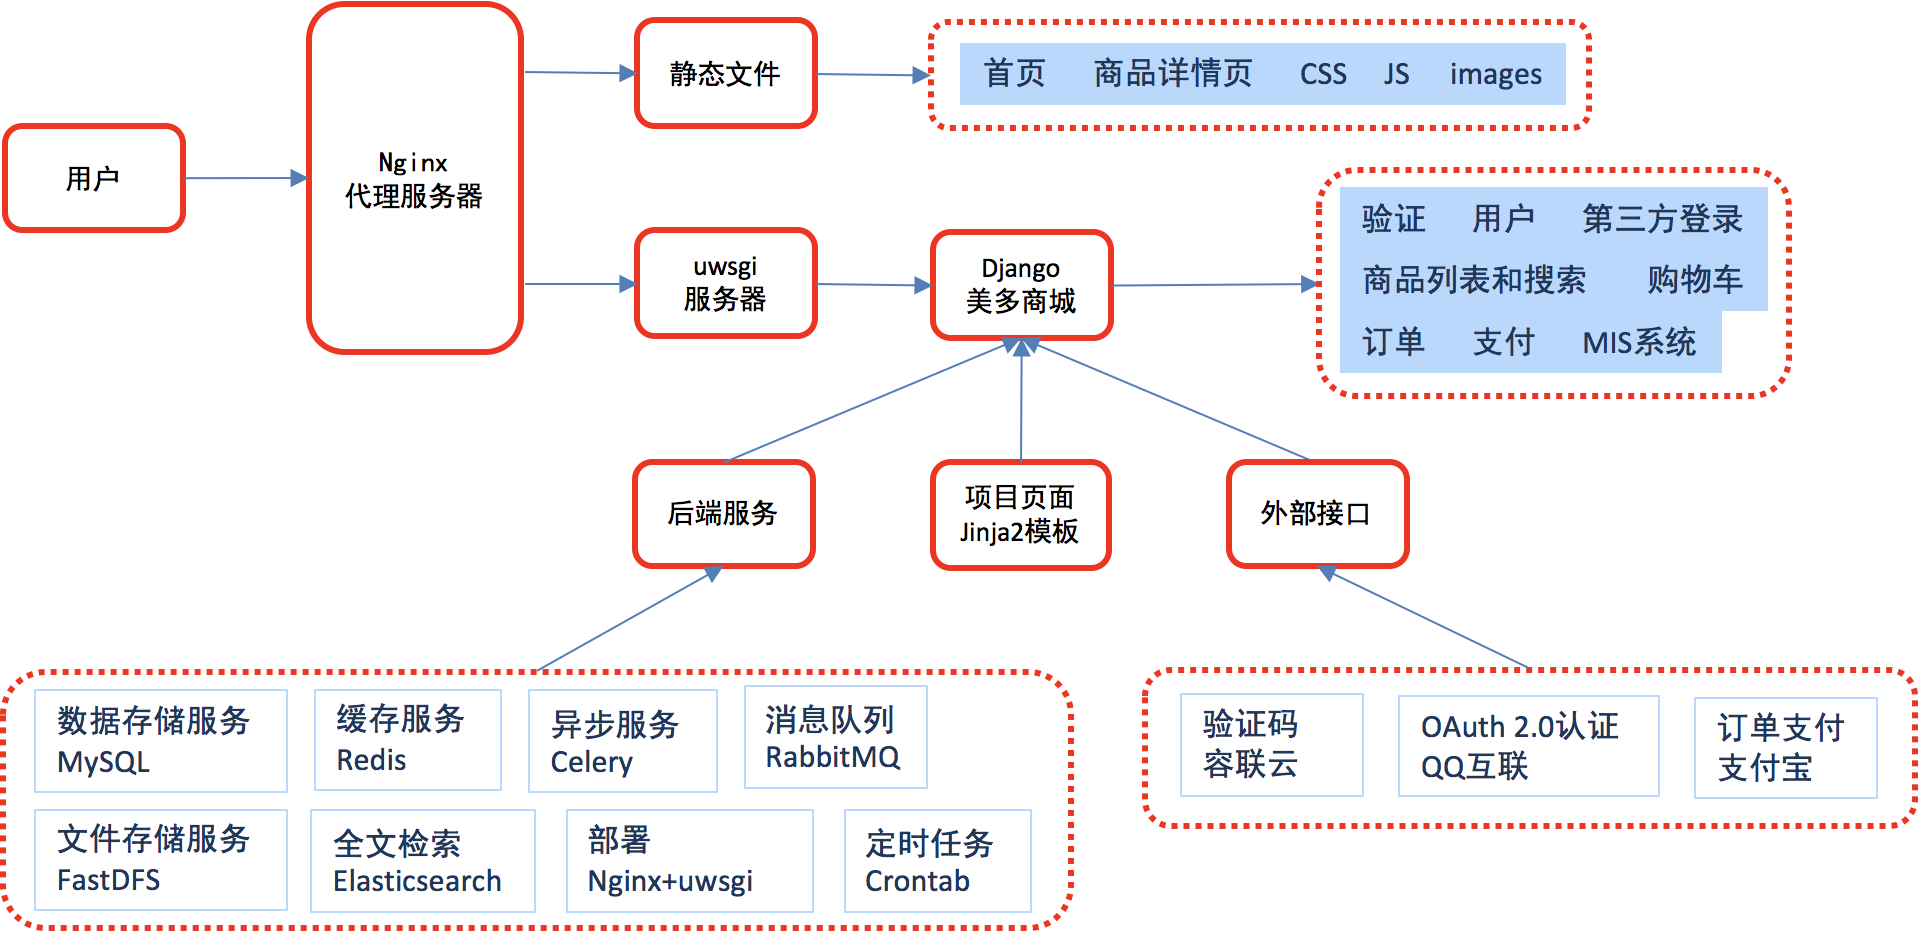 用户
Nginx
代理服务器
静态文件
首页 商品详情页 CSS JS images
uwsgi
服务器
Django
美多商城
验证 用户 第三方登录
商品列表和搜索 购物车
订单 支付 MIS系统
后端服务
项目页面
Jinja2模板
外部接口
数据存储服务
MySQL
缓存服务
Redis
异步服务
Celery
消息队列
RabbitMQ
文件存储服务
FastDFS
全文检索
Elasticsearch
部署
Nginx+uwsgi
定时任务
Crontab
验证码
容联云
OAuth 2.0认证
QQ互联
订单支付
支付宝